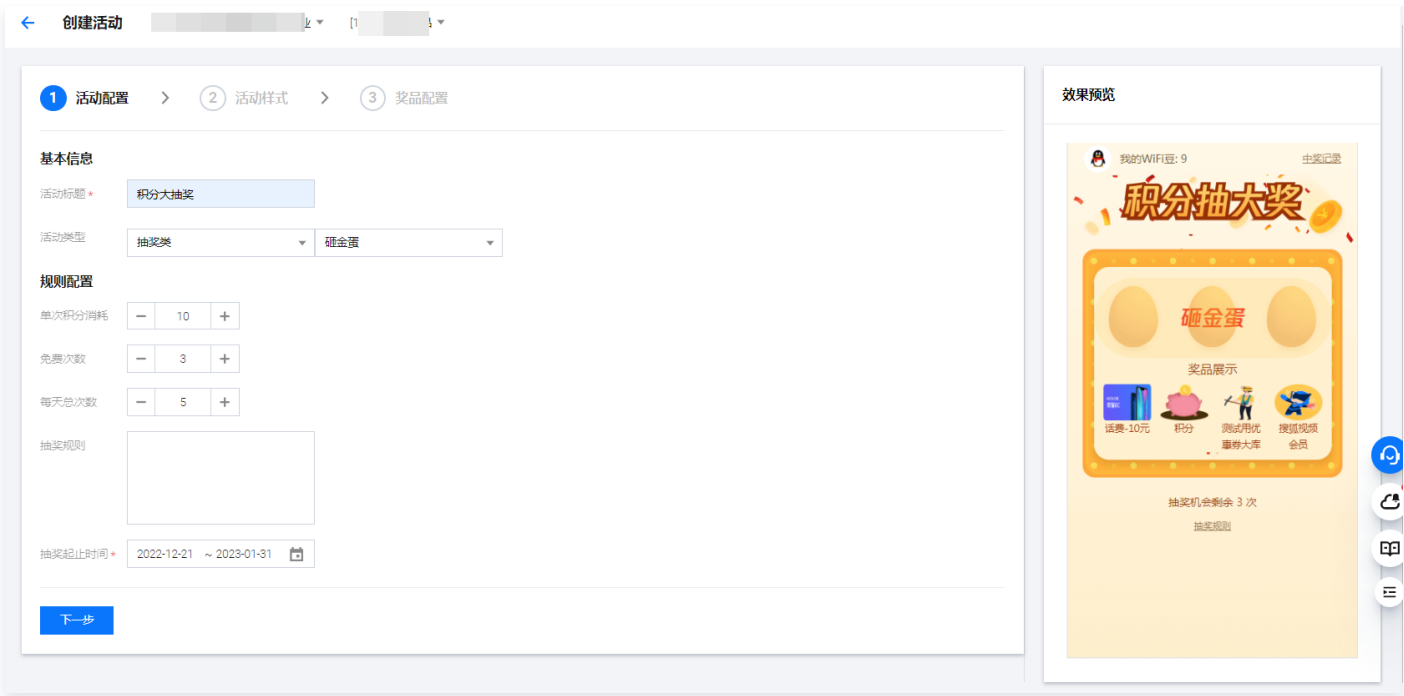 创建活动
1 活动配置 2 活动样式 3 奖品配置
基本信息
活动标题* 积分大抽奖
活动类型 抽奖类 砸金蛋
规则配置
单次积分消耗 − 10 +
免费次数 − 3 +
每天总次数 − 5 +
抽奖规则
抽奖起止时间* 2022-12-21 ~ 2023-01-31
下一步
效果预览
我的WiFi豆: 9 中奖记录
积分抽大奖
砸金蛋
奖品展示
话费-10元 积分 测试用优惠券大库 搜狐视频会员
抽奖机会剩余 3 次
抽奖规则